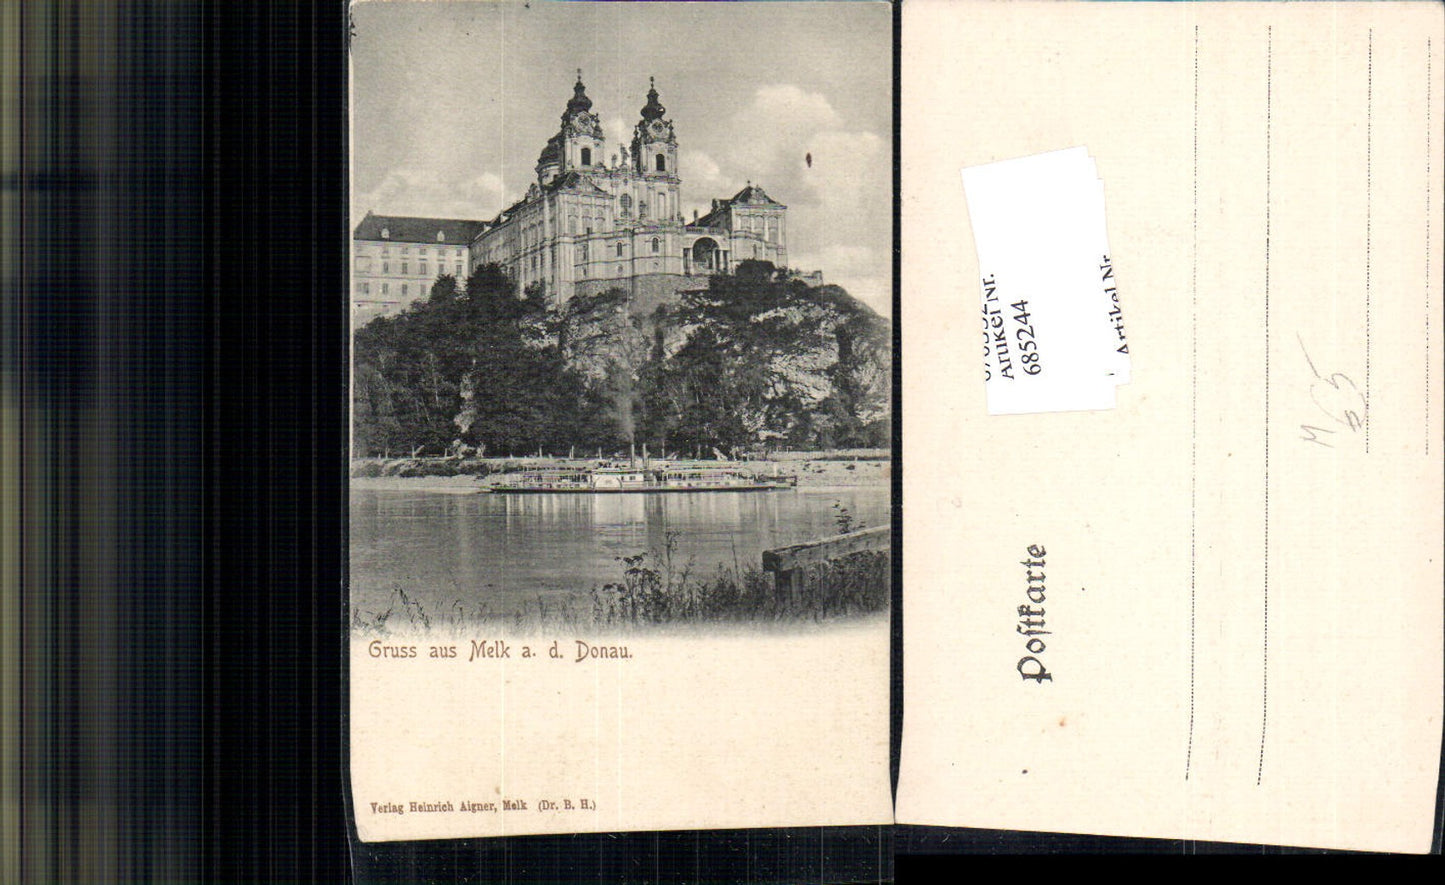 Gruss aus Melk a. d. Donau.
Verlag Heinrich Aigner, Melk (Dr. B. H.)
Artikel Nr.
685244
Artikel Nr
Postkarte